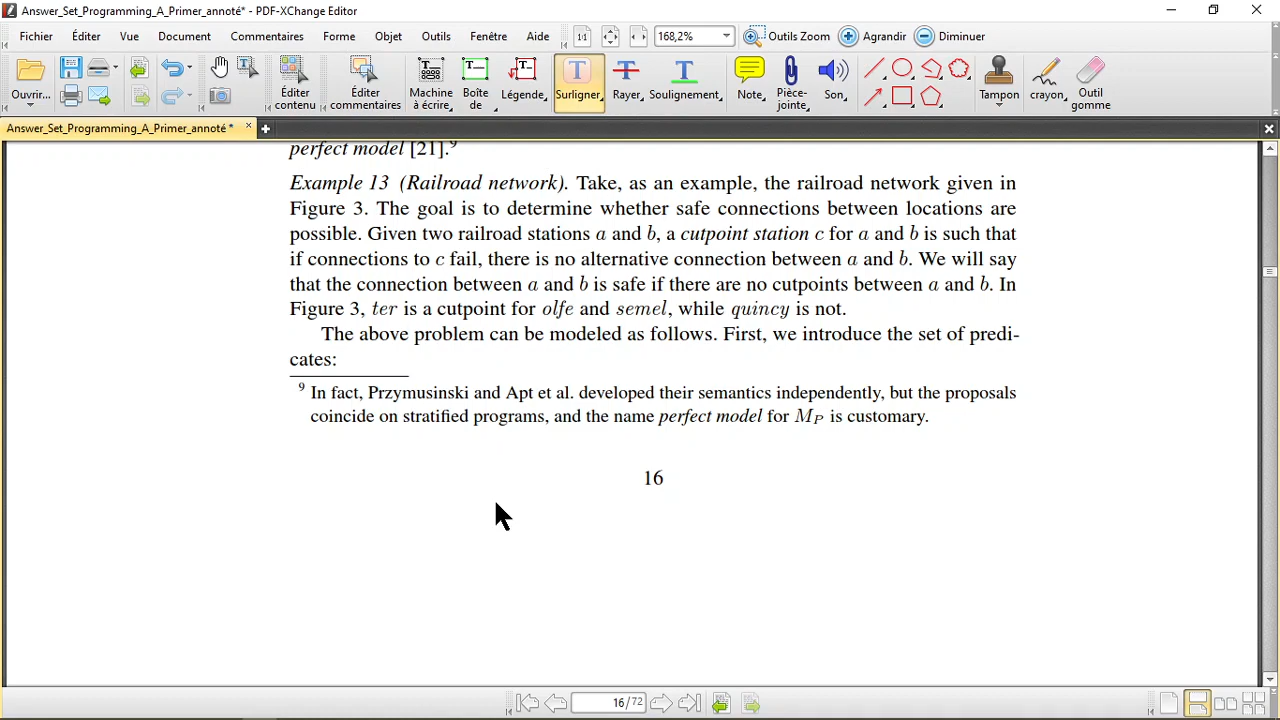 Answer_Set_Programming_A_Primer_annoté* - PDF-XChange Editor
Fichier Éditer Vue Document Commentaires Forme Objet Outils Fenêtre Aide 1:1 168,2% Outils Zoom Agrandir Diminuer
Ouvrir... Éditer contenu Éditer commentaires Machine à écrire Boîte de Légende Surligner Rayer Soulignement Note Pièce-jointe Son Tampon crayon Outil gomme
Answer_Set_Programming_A_Primer_annoté *
perfect model [21].⁹
Example 13 (Railroad network). Take, as an example, the railroad network given in
Figure 3. The goal is to determine whether safe connections between locations are
possible. Given two railroad stations a and b, a cutpoint station c for a and b is such that
if connections to c fail, there is no alternative connection between a and b. We will say
that the connection between a and b is safe if there are no cutpoints between a and b. In
Figure 3, ter is a cutpoint for olfe and semel, while quincy is not.
The above problem can be modeled as follows. First, we introduce the set of predi-
cates:
⁹ In fact, Przymusinski and Apt et al. developed their semantics independently, but the proposals
coincide on stratified programs, and the name perfect model for M_P is customary.
16
16/72